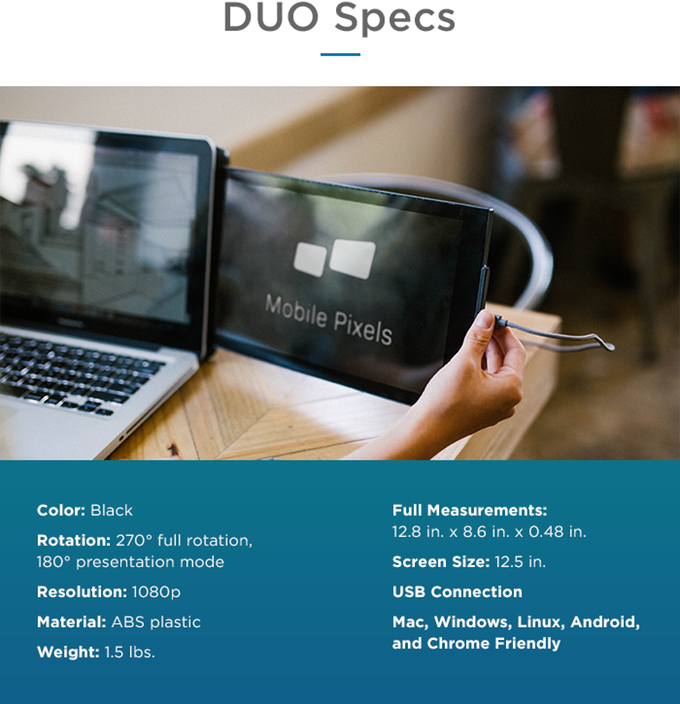 DUO Specs
Mobile Pixels
Color: Black
Rotation: 270° full rotation,
180° presentation mode
Resolution: 1080p
Material: ABS plastic
Weight: 1.5 lbs.
Full Measurements:
12.8 in. x 8.6 in. x 0.48 in.
Screen Size: 12.5 in.
USB Connection
Mac, Windows, Linux, Android,
and Chrome Friendly